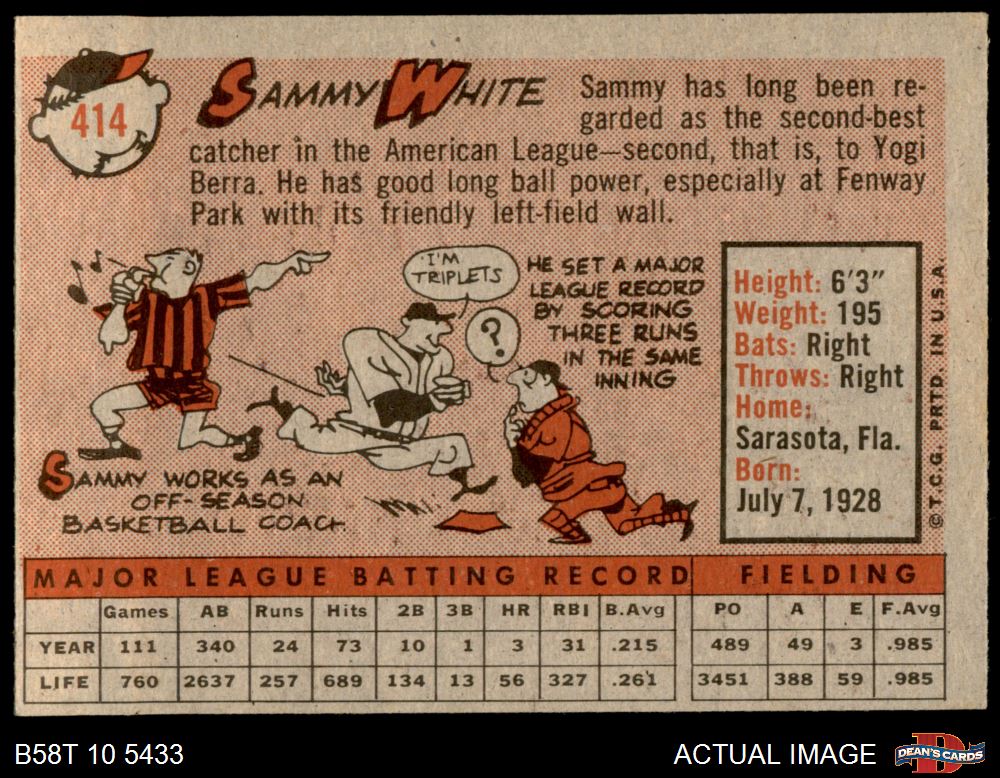 414
SAMMY WHITE
Sammy has long been re-
garded as the second-best
catcher in the American League—second, that is, to Yogi
Berra. He has good long ball power, especially at Fenway
Park with its friendly left-field wall.
I'M
TRIPLETS
?
HE SET A MAJOR
LEAGUE RECORD
BY SCORING
THREE RUNS
IN THE SAME
INNING
SAMMY WORKS AS AN
OFF-SEASON
BASKETBALL COACH.
Height: 6'3"
Weight: 195
Bats: Right
Throws: Right
Home:
Sarasota, Fla.
Born:
July 7, 1928
© T.C.G. PRTD. IN U.S.A.
MAJOR LEAGUE BATTING RECORD FIELDING
Games AB Runs Hits 2B 3B HR RBI B.Avg PO A E F.Avg
YEAR 111 340 24 73 10 1 3 31 .215 489 49 3 .985
LIFE 760 2637 257 689 134 13 56 327 .261 3451 388 59 .985
B58T 10 5433 ACTUAL IMAGE D DEAN'S CARDS